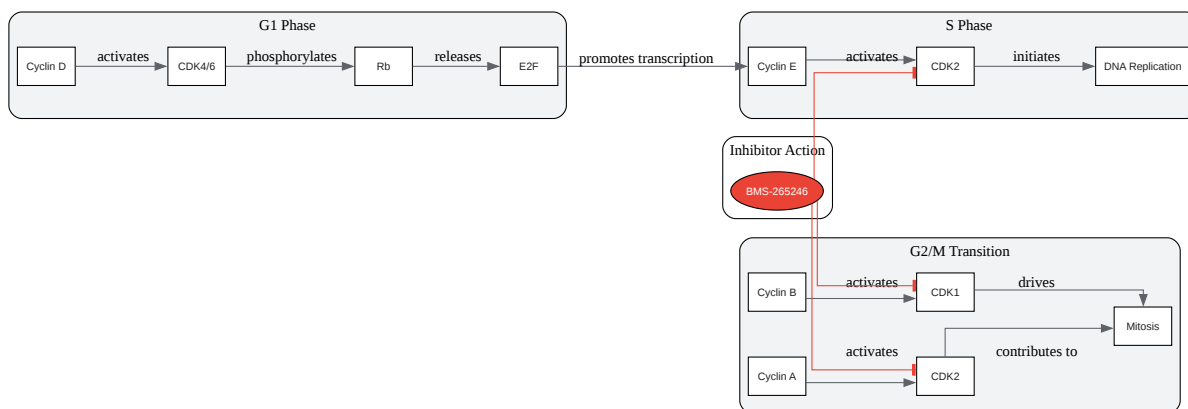 G1 Phase
Cyclin D
activates
CDK4/6
phosphorylates
Rb
releases
E2F
promotes transcription
S Phase
Cyclin E
activates
CDK2
initiates
DNA Replication
Inhibitor Action
BMS-265246
G2/M Transition
Cyclin B
activates
CDK1
drives
Mitosis
Cyclin A
activates
CDK2
contributes to